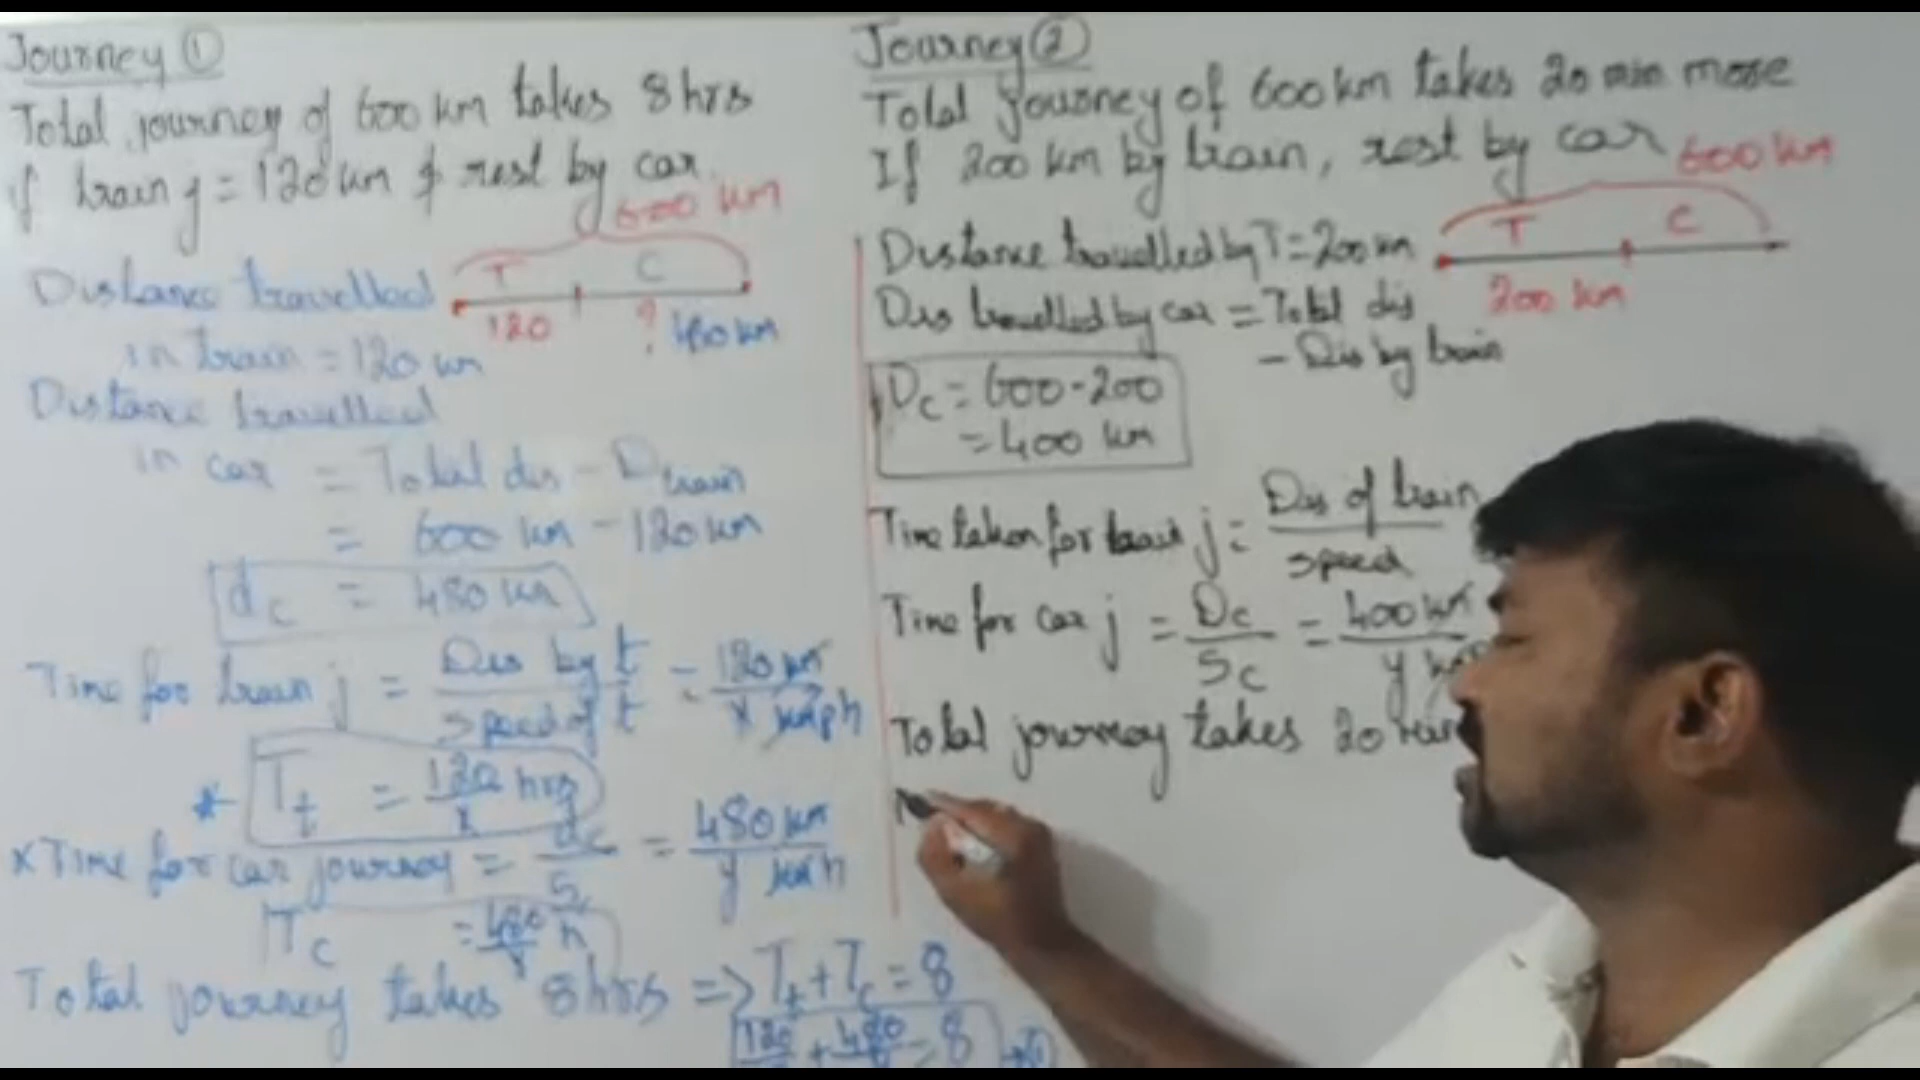 Journey ①
Total journey of 600 km takes 8 hrs
if train j = 120 km & rest by car
600 km
T C
120 ? 480 km
Distance travelled
in train = 120 km
Distance travelled
in car = Total dis - D train
= 600 km - 120 km
dc = 480 km
Time for train j = Dis by t / Speed of t = 120 km / x kmph
* Tt = 120 / x hrs
x Time for car journey = dc / Sc = 480 km / y km/h
Tc = 480 / y h
Total journey takes 8 hrs => Tt + Tc = 8
120 + 480 = 8 → ①
Journey ②
Total journey of 600 km takes 20 min more
If 200 km by train, rest by car
600 km
T C
200 km
Distance travelled by T = 200 km
Dis travelled by car = Total dis
- Dis by train
Dc = 600 - 200
= 400 km
Time taken for train j = Dis of train / speed
Time for car j = Dc / Sc = 400 km / y
Total journey takes 20